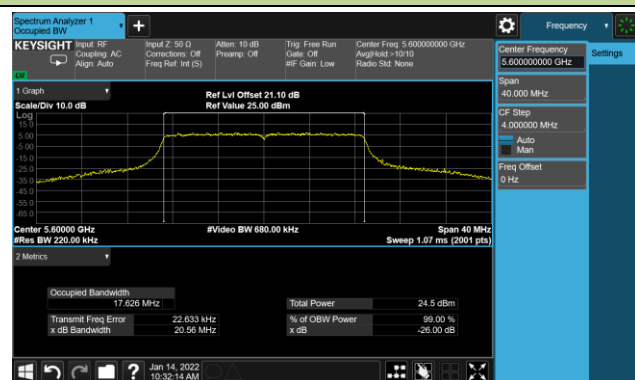 Spectrum Analyzer 1
Occupied BW
+
Frequency
KEYSIGHT
Input: RF
Coupling: AC
Align: Auto
Input Z: 50 Ω
Corrections: Off
Freq Ref: Int (S)
Atten: 10 dB
Preamp: Off
Trig: Free Run
Gate: Off
#IF Gain: Low
Center Freq: 5.600000000 GHz
Avg|Hold:>10/10
Radio Std: None
Center Frequency
5.600000000 GHz
Settings
Span
40.000 MHz
CF Step
4.000000 MHz
Auto
Man
Freq Offset
0 Hz
1 Graph
Scale/Div 10.0 dB
Ref Lvl Offset 21.10 dB
Ref Value 25.00 dBm
Log
15.0
5.00
-5.00
-15.0
-25.0
-35.0
-45.0
-55.0
-65.0
Center 5.60000 GHz
#Res BW 220.00 kHz
#Video BW 680.00 kHz
Span 40 MHz
Sweep 1.07 ms (2001 pts)
2 Metrics
Occupied Bandwidth
17.626 MHz
Total Power 24.5 dBm
Transmit Freq Error 22.633 kHz
% of OBW Power 99.00 %
x dB Bandwidth 20.56 MHz
x dB -26.00 dB
?
Jan 14, 2022
10:32:14 AM